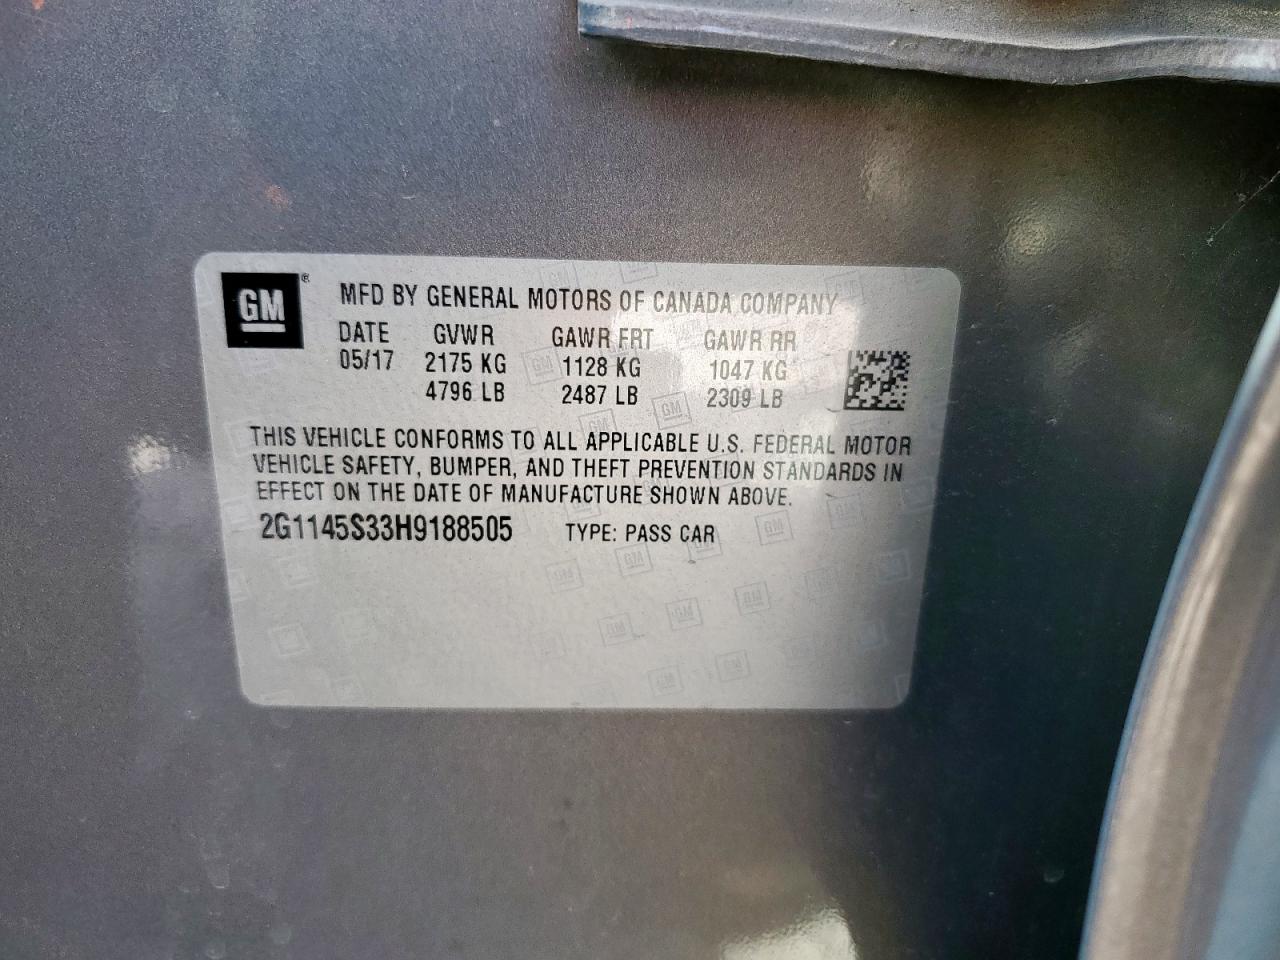 GM ® MFD BY GENERAL MOTORS OF CANADA COMPANY
DATE GVWR GAWR FRT GAWR RR
05/17 2175 KG 1128 KG 1047 KG
4796 LB 2487 LB 2309 LB
THIS VEHICLE CONFORMS TO ALL APPLICABLE U.S. FEDERAL MOTOR
VEHICLE SAFETY, BUMPER, AND THEFT PREVENTION STANDARDS IN
EFFECT ON THE DATE OF MANUFACTURE SHOWN ABOVE.
2G1145S33H9188505 TYPE: PASS CAR